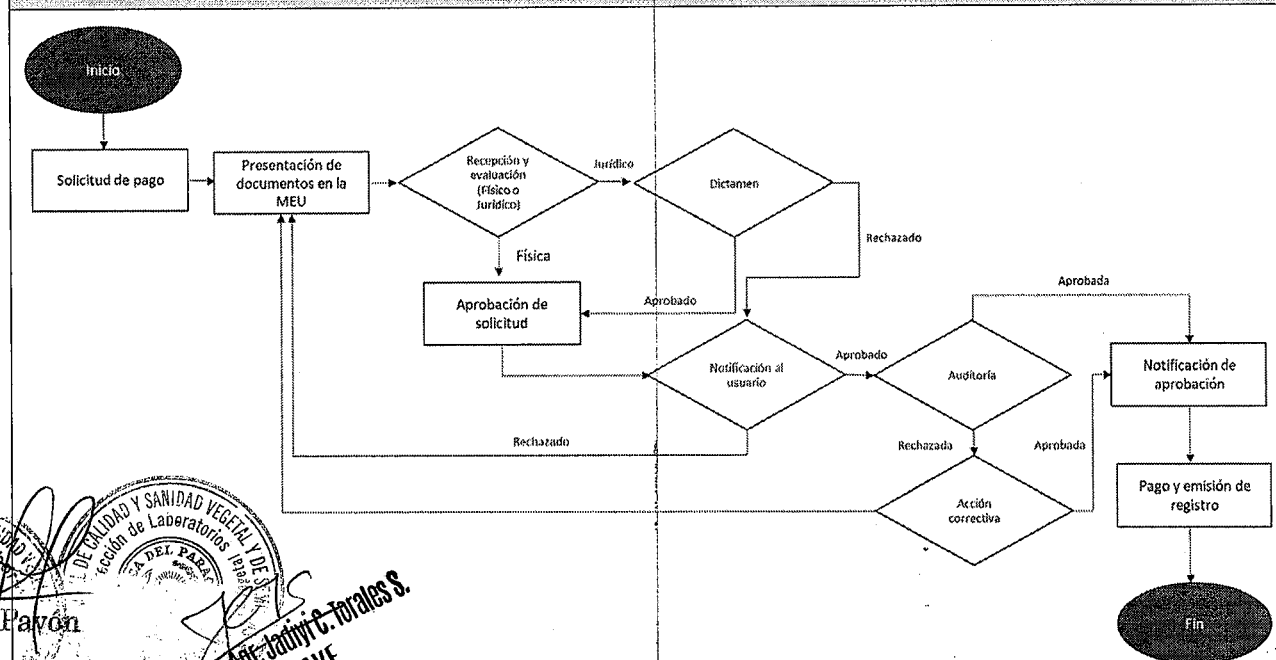 Inicio
Solicitud de pago
Presentación de
documentos en la
MEU
Recepción y
evaluación
(Físico o
Jurídico)
Jurídico
Dictamen
Rechazado
Física
Aprobación de
solicitud
Aprobado
Notificación al
usuario
Aprobado
Auditoría
Aprobada
Notificación de
aprobación
Rechazado
Rechazada
Aprobada
Acción
correctiva
Pago y emisión de
registro
Fin
DE CALIDAD Y SANIDAD VEGETAL Y DE
de Laboratorios
DEL
Pavón
Torales S.